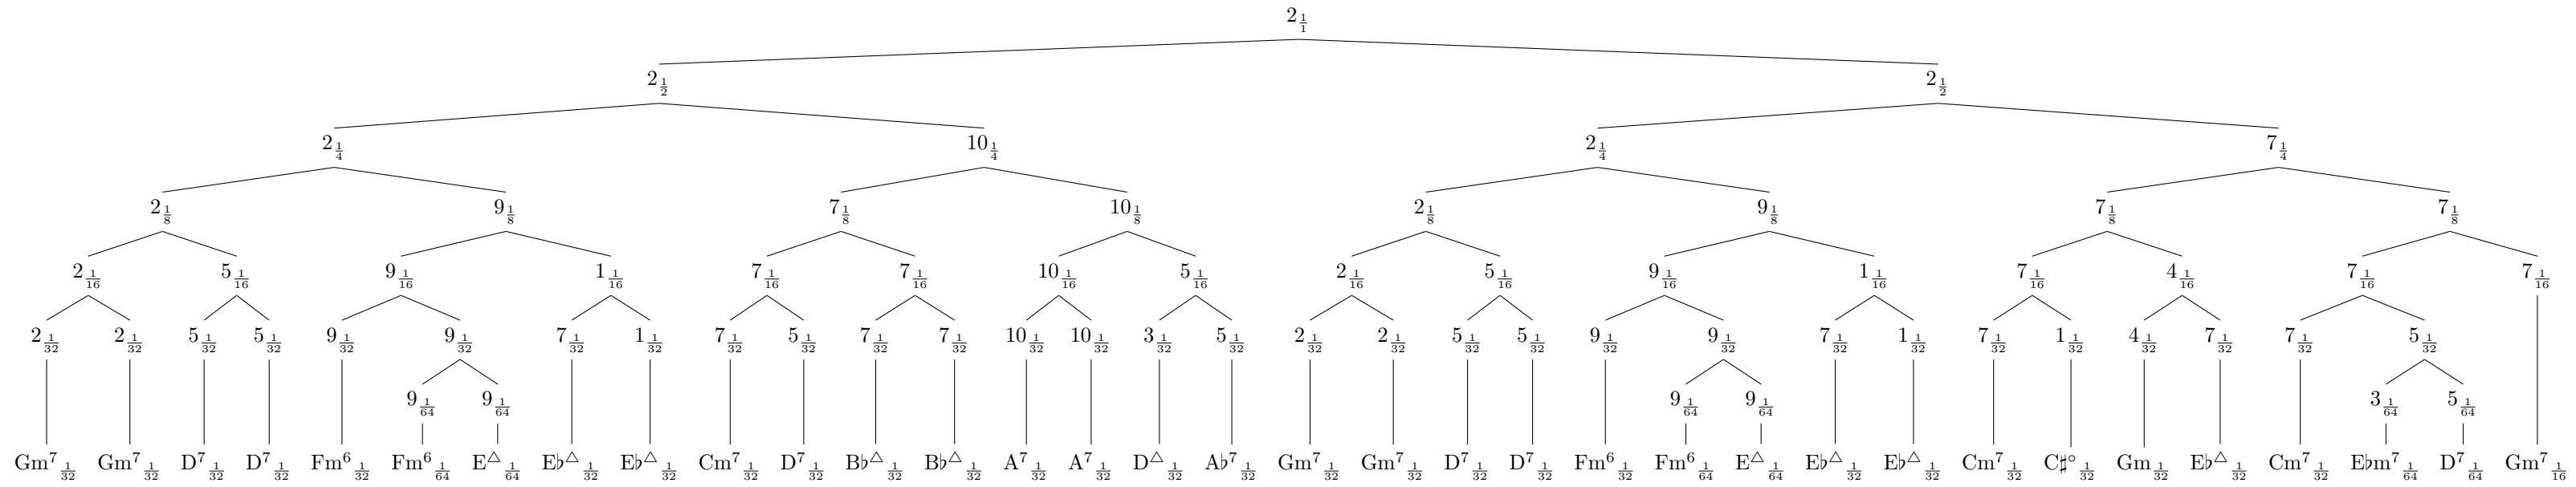 2 1/1
2 1/2 2 1/2
2 1/4 10 1/4 2 1/4 7 1/4
2 1/8 9 1/8 7 1/8 10 1/8 2 1/8 9 1/8 7 1/8 7 1/8
2 1/16 5 1/16 9 1/16 1 1/16 7 1/16 7 1/16 10 1/16 5 1/16 2 1/16 5 1/16 9 1/16 1 1/16 7 1/16 4 1/16 7 1/16 7 1/16
2 1/32 2 1/32 5 1/32 5 1/32 9 1/32 9 1/32 7 1/32 1 1/32 7 1/32 5 1/32 7 1/32 7 1/32 10 1/32 10 1/32 3 1/32 5 1/32 2 1/32 2 1/32 5 1/32 5 1/32 9 1/32 9 1/32 7 1/32 1 1/32 7 1/32 1 1/32 4 1/32 7 1/32 7 1/32 5 1/32
9 1/64 9 1/64 9 1/64 9 1/64 3 1/64 5 1/64
Gm⁷ 1/32 Gm⁷ 1/32 D⁷ 1/32 D⁷ 1/32 Fm⁶ 1/32 Fm⁶ 1/64 E△ 1/64 E♭△ 1/32 E♭△ 1/32 Cm⁷ 1/32 D⁷ 1/32 B♭△ 1/32 B♭△ 1/32 A⁷ 1/32 A⁷ 1/32 D△ 1/32 A♭⁷ 1/32 Gm⁷ 1/32 Gm⁷ 1/32 D⁷ 1/32 D⁷ 1/32 Fm⁶ 1/32 Fm⁶ 1/64 E△ 1/64 E♭△ 1/32 E♭△ 1/32 Cm⁷ 1/32 C♯° 1/32 Gm 1/32 E♭△ 1/32 Cm⁷ 1/32 E♭m⁷ 1/64 D⁷ 1/64 Gm⁷ 1/16